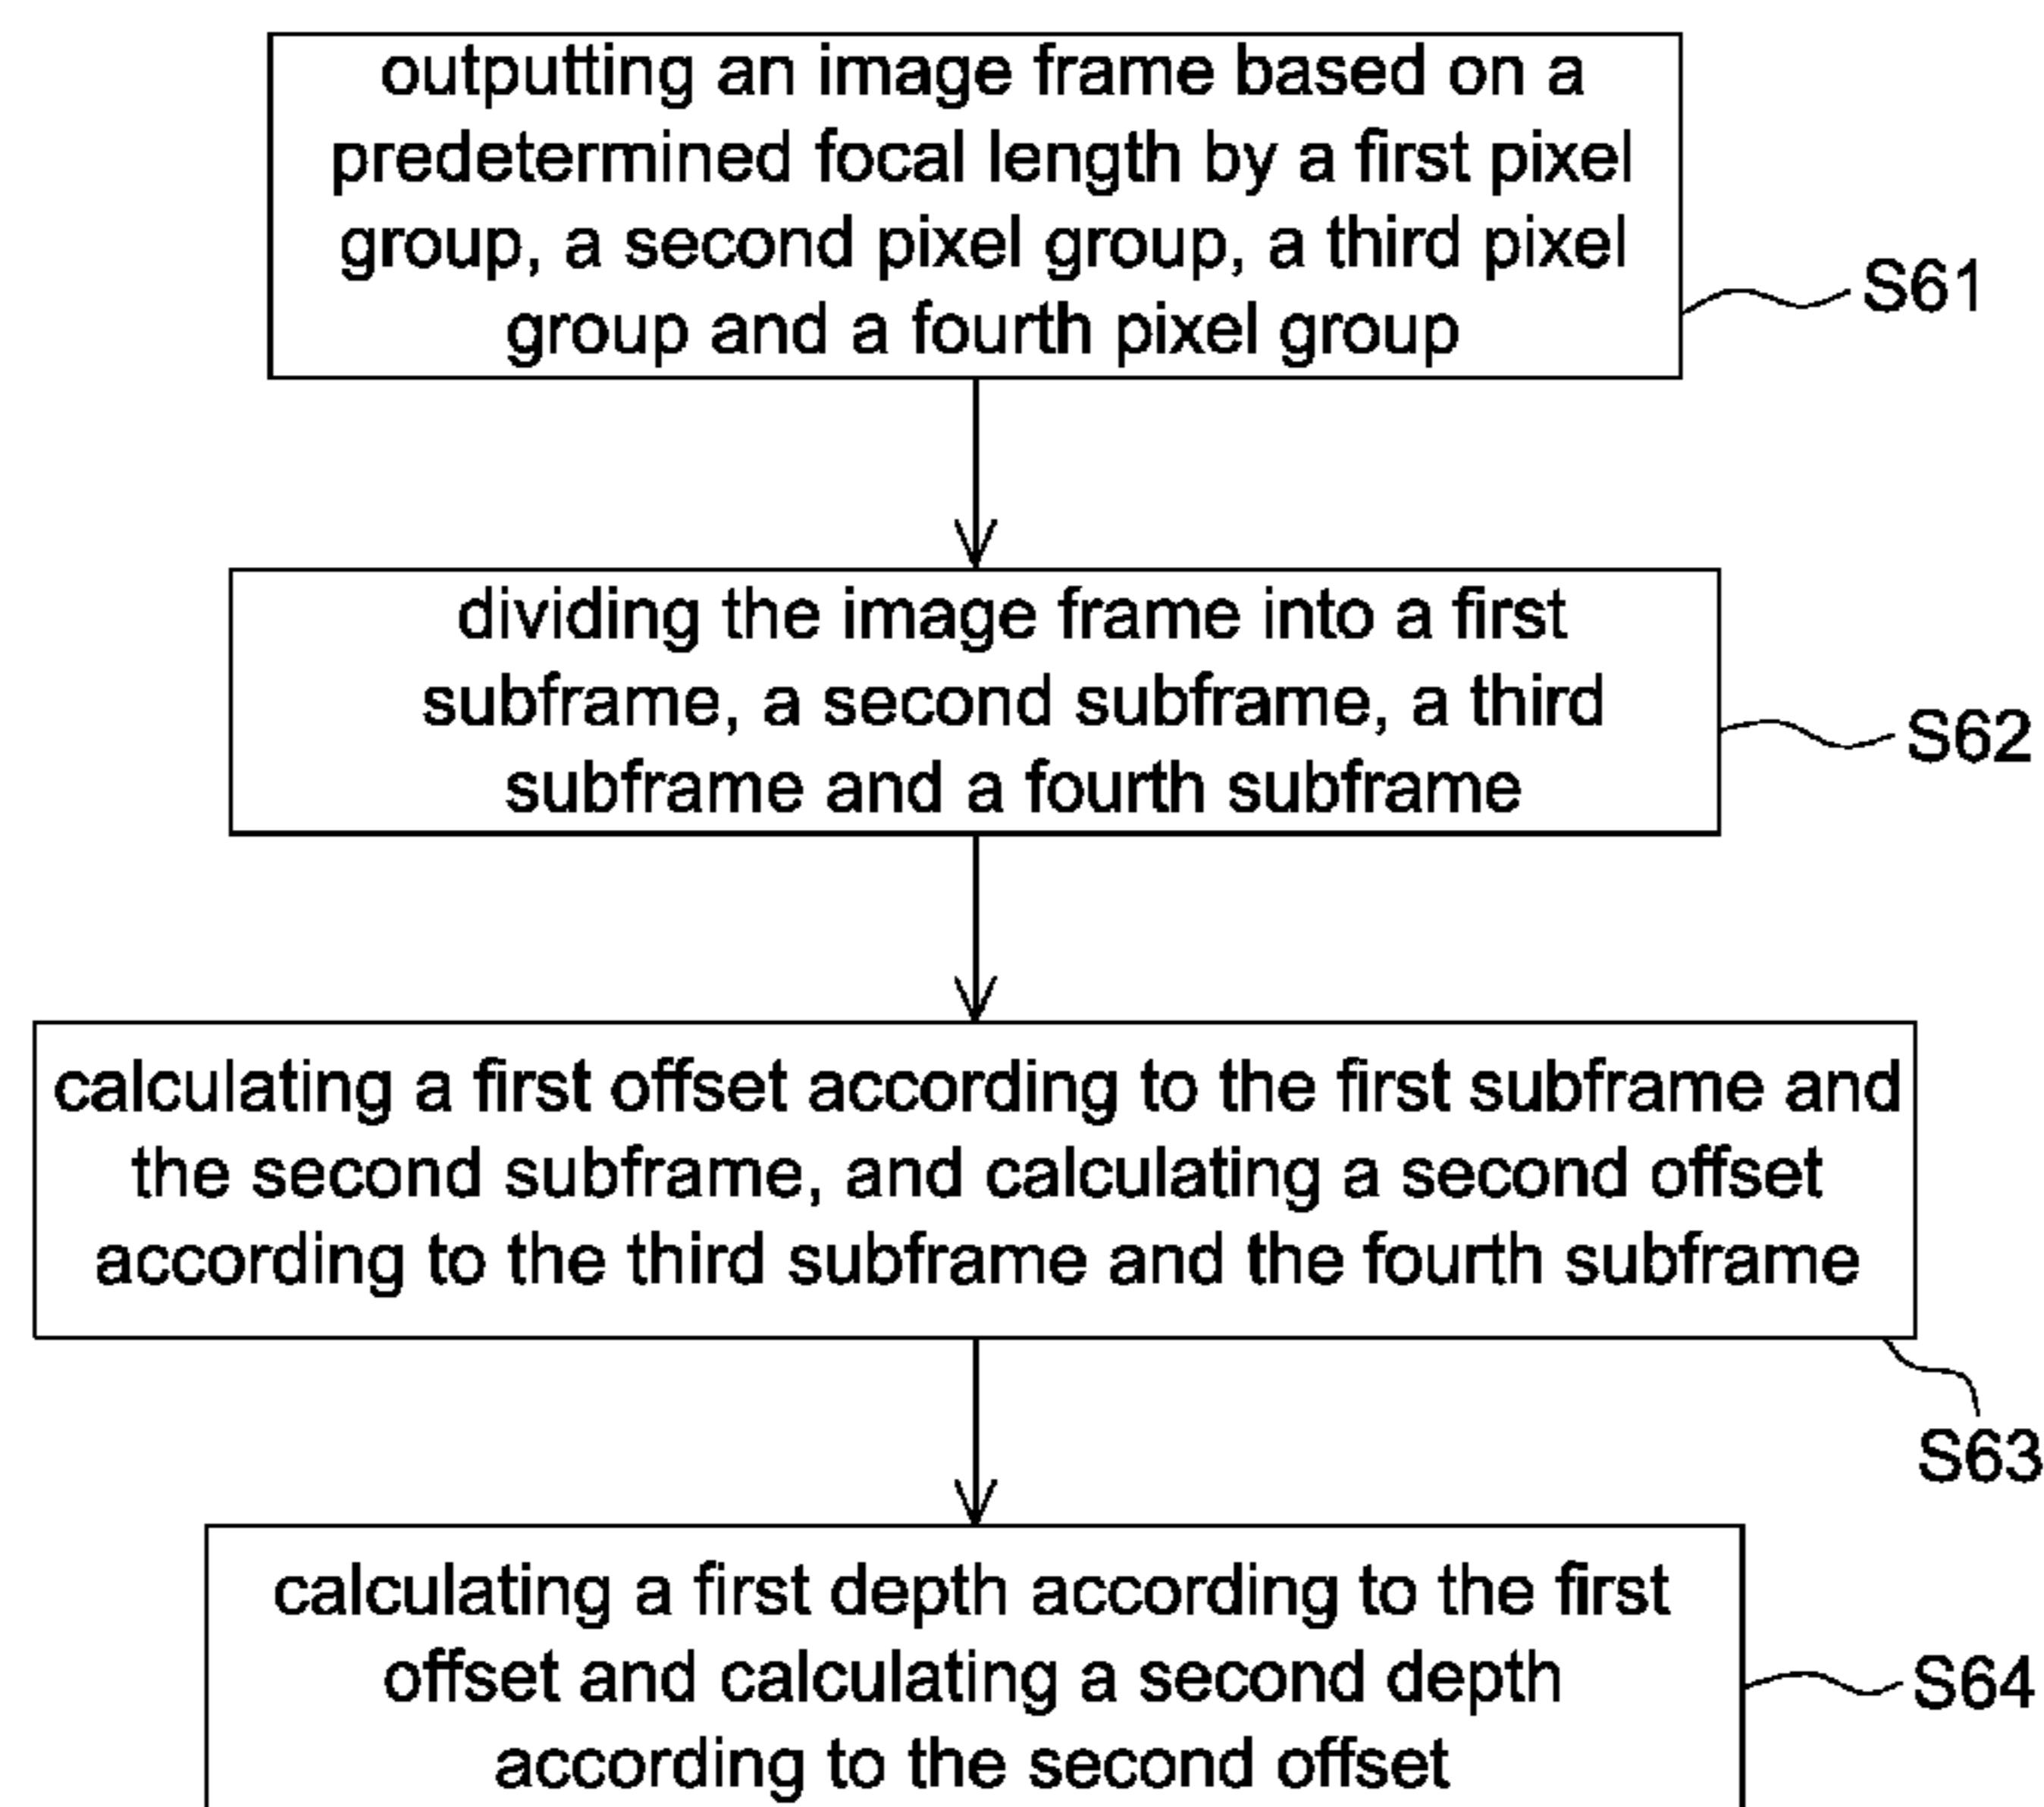 outputting an image frame based on a
predetermined focal length by a first pixel
group, a second pixel group, a third pixel
group and a fourth pixel group
S61
dividing the image frame into a first
subframe, a second subframe, a third
subframe and a fourth subframe
S62
calculating a first offset according to the first subframe and
the second subframe, and calculating a second offset
according to the third subframe and the fourth subframe
S63
calculating a first depth according to the first
offset and calculating a second depth
according to the second offset
S64